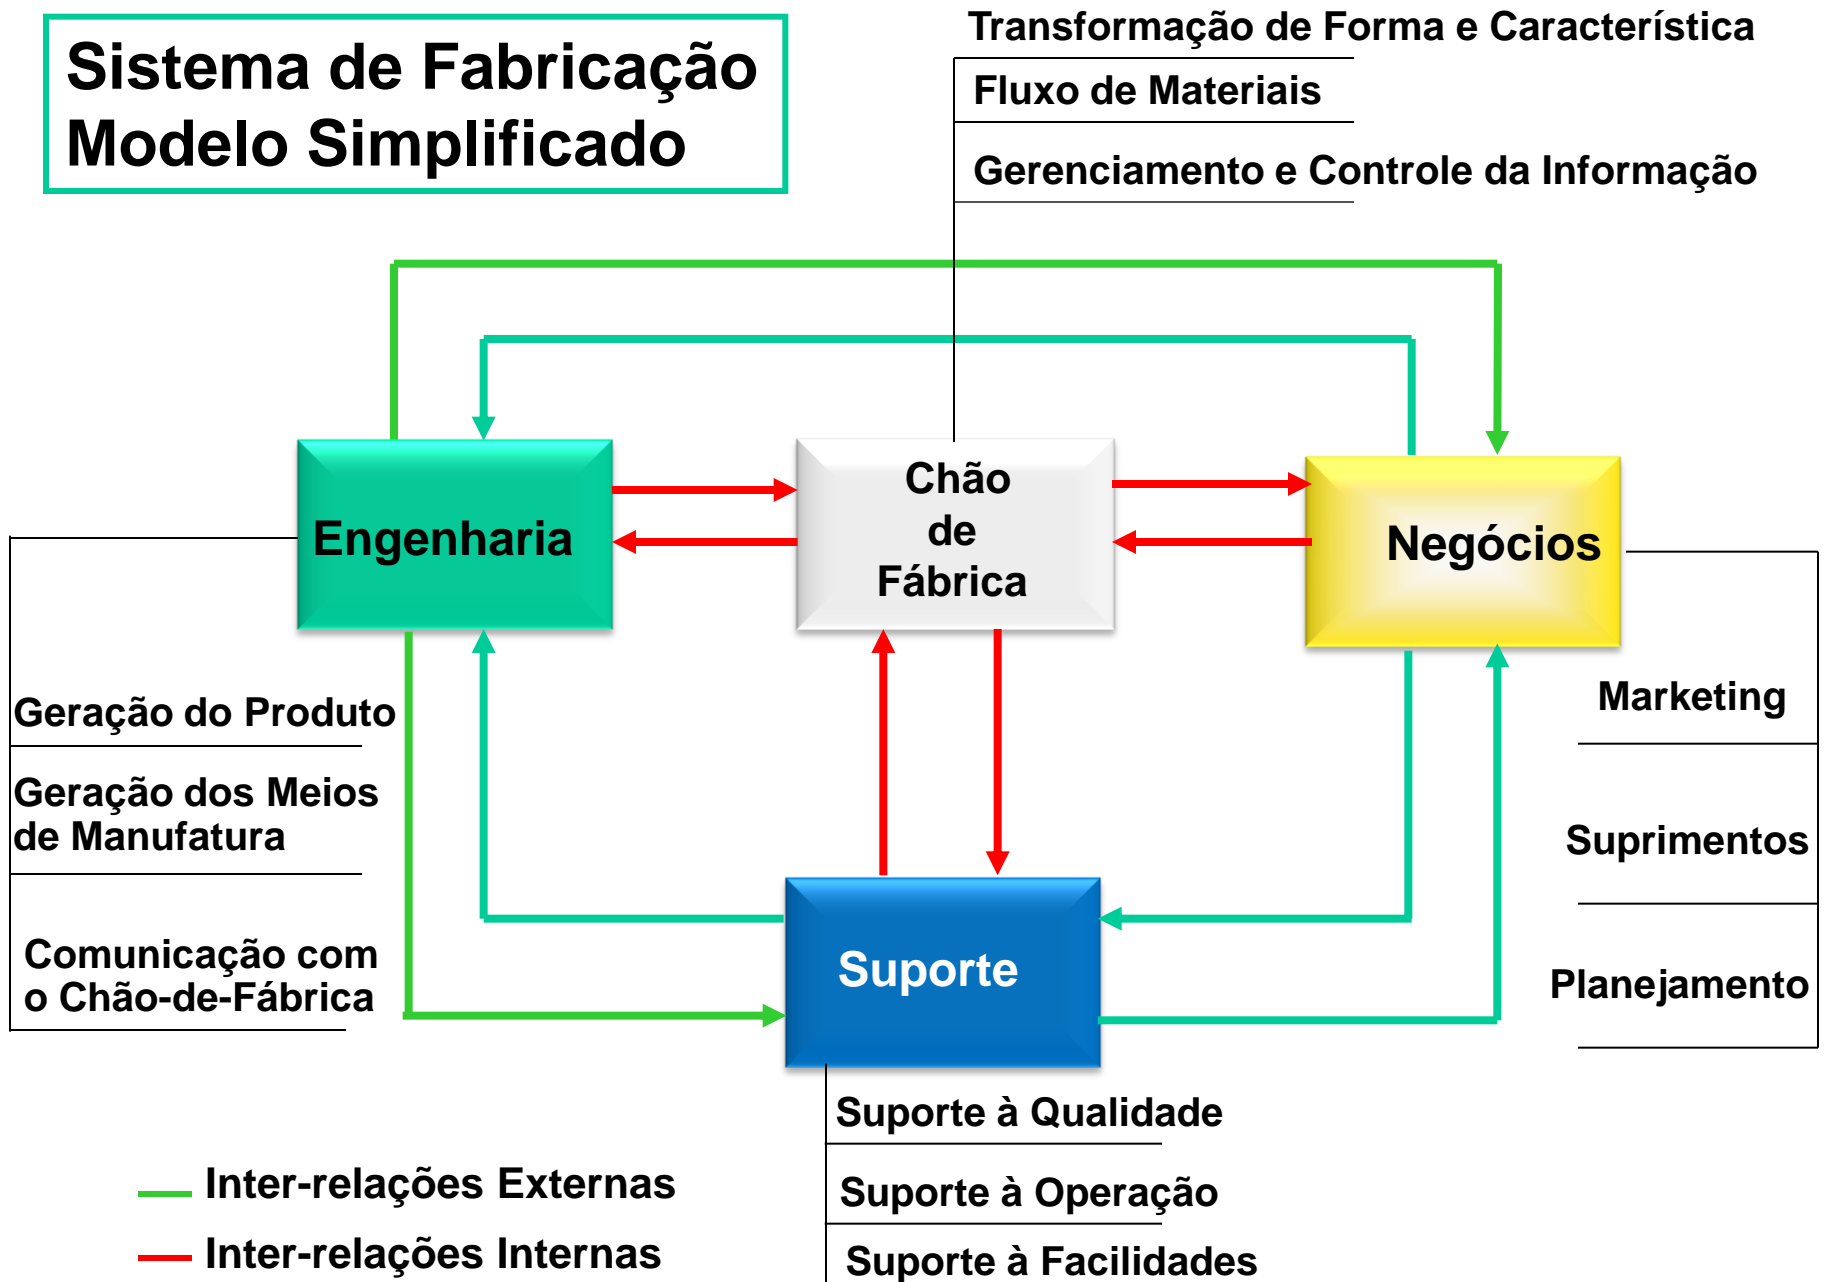 Sistema de Fabricação
Modelo Simplificado
Transformação de Forma e Característica
Fluxo de Materiais
Gerenciamento e Controle da Informação
Engenharia
Chão
de
Fábrica
Negócios
Geração do Produto
Geração dos Meios
de Manufatura
Comunicação com
o Chão-de-Fábrica
Marketing
Suprimentos
Planejamento
Suporte
Suporte à Qualidade
Suporte à Operação
Suporte à Facilidades
Inter-relações Externas
Inter-relações Internas